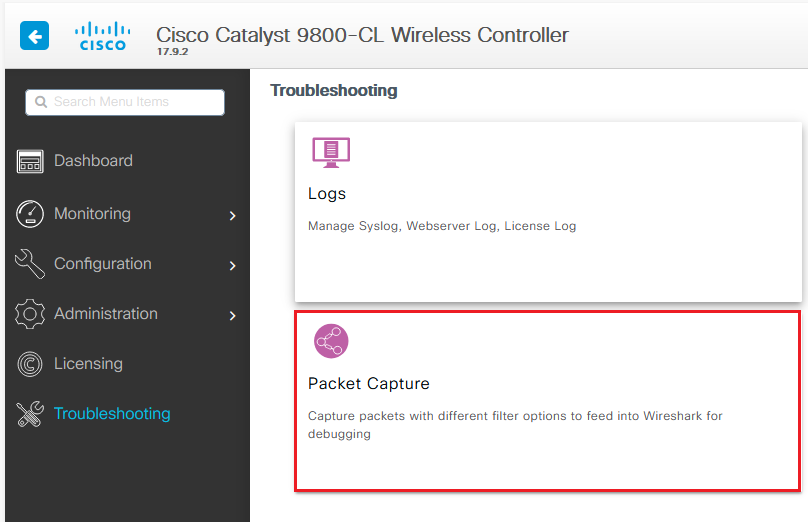 CISCO
Cisco Catalyst 9800-CL Wireless Controller
17.9.2
Search Menu Items
Dashboard
Monitoring
Configuration
Administration
Licensing
Troubleshooting
Troubleshooting
Logs
Manage Syslog, Webserver Log, License Log
Packet Capture
Capture packets with different filter options to feed into Wireshark for
debugging